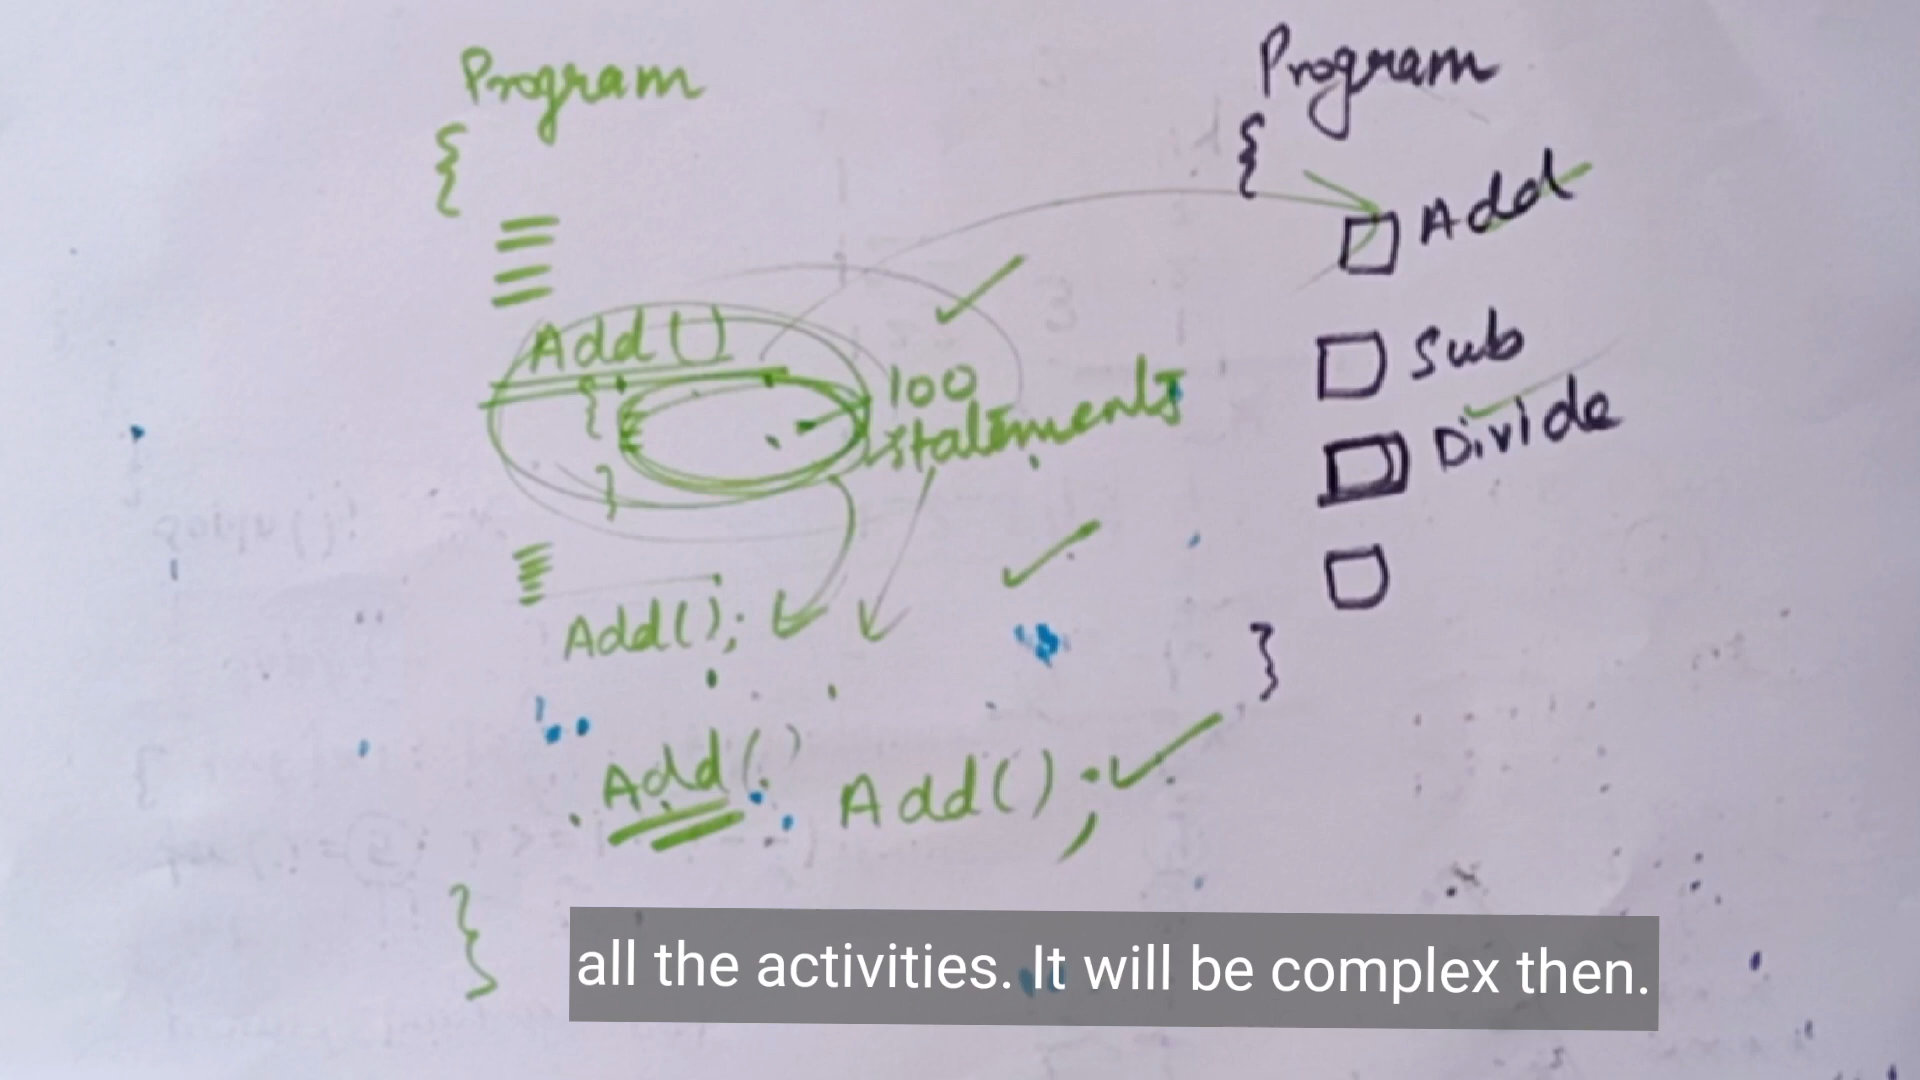 Program
{
Add()
{
100
statements
}
Add();
Add() Add();
}
Program
{
Add
Sub
Divide
}
all the activities. It will be complex then.